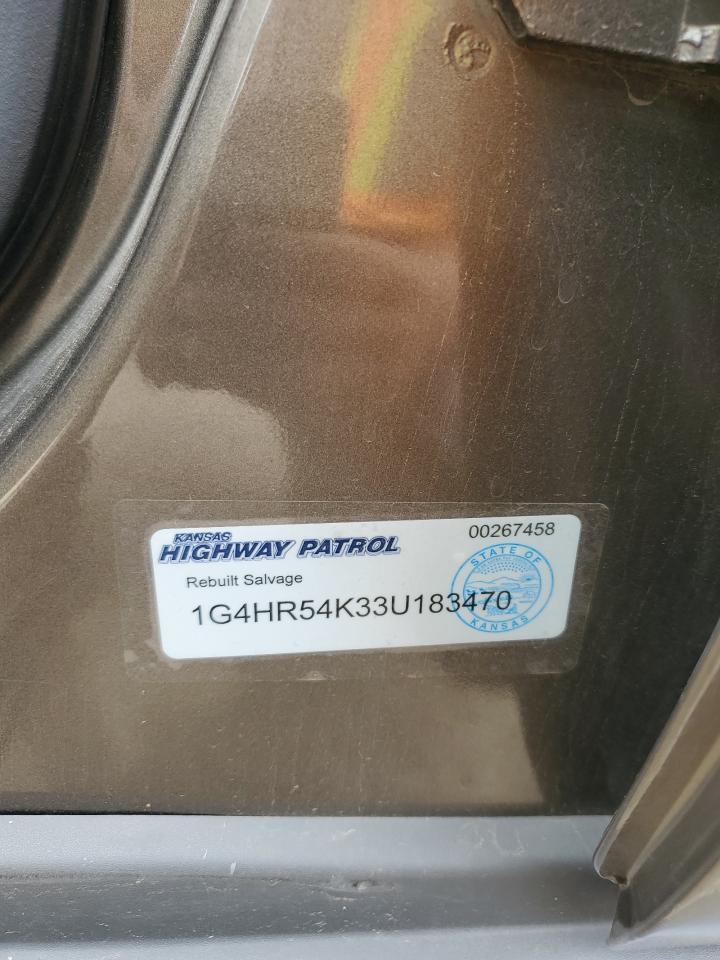 KANSAS
HIGHWAY PATROL
00267458
Rebuilt Salvage
1G4HR54K33U183470
STATE OF
KANSAS